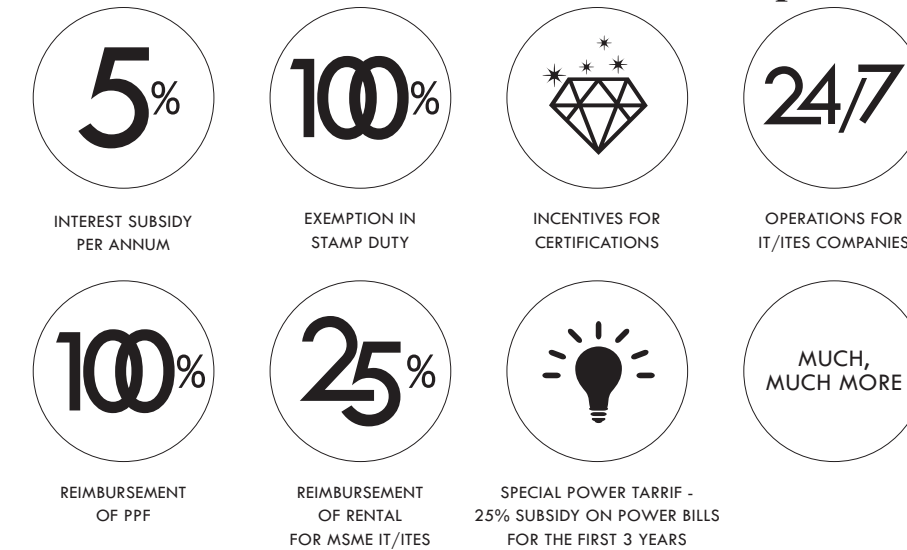 5%
INTEREST SUBSIDY
PER ANNUM
100%
EXEMPTION IN
STAMP DUTY
INCENTIVES FOR
CERTIFICATIONS
24/7
OPERATIONS FOR
IT/ITES COMPANIES
100%
REIMBURSEMENT
OF PPF
25%
REIMBURSEMENT
OF RENTAL
FOR MSME IT/ITES
SPECIAL POWER TARRIF -
25% SUBSIDY ON POWER BILLS
FOR THE FIRST 3 YEARS
MUCH,
MUCH MORE